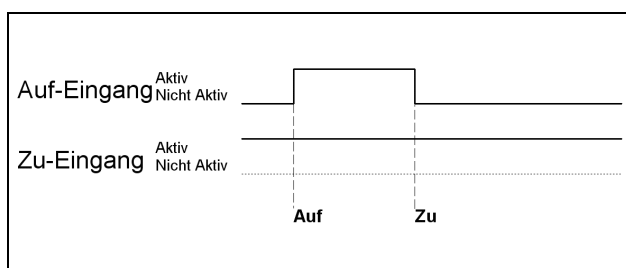 Auf-Eingang Aktiv
Nicht Aktiv
Zu-Eingang Aktiv
Nicht Aktiv
Auf Zu